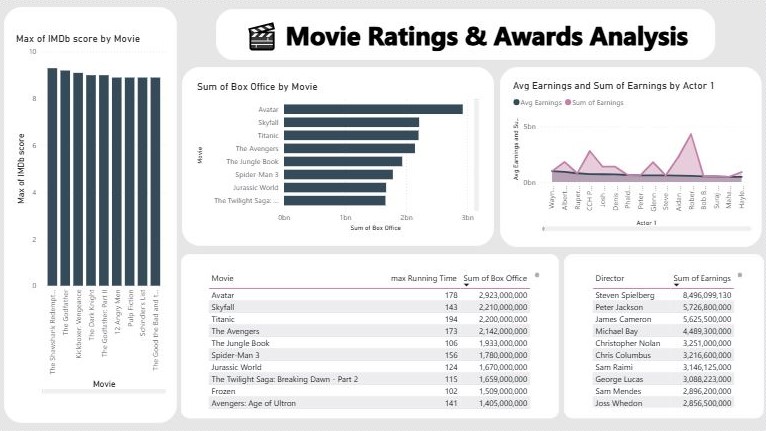 Movie Ratings & Awards Analysis
Max of IMDb score by Movie
Max of IMDb score
10
8
6
4
2
0
The Shawshank Redempt...
The Godfather
Kickboxer: Vengeance
The Dark Knight
The Godfather: Part II
12 Angry Men
Pulp Fiction
Schindler's List
The Good the Bad and t...
Movie
Sum of Box Office by Movie
Movie
Avatar
Skyfall
Titanic
The Avengers
The Jungle Book
Spider-Man 3
Jurassic World
The Twilight Saga: ...
0bn 1bn 2bn 3bn
Sum of Box Office
Avg Earnings and Sum of Earnings by Actor 1
Avg Earnings Sum of Earnings
Avg Earnings and Su...
5bn
0bn
Wayn...
Albert...
Rupe...
CCH P...
Josh ...
Denis...
Phald...
Peter ...
Glenn ...
Steve ...
Aidan ...
Rober...
Bob B...
Suraj ...
Maha...
Hayle...
Actor 1
Movie max Running Time Sum of Box Office
Avatar 178 2,923,000,000
Skyfall 143 2,210,000,000
Titanic 194 2,200,000,000
The Avengers 173 2,142,000,000
The Jungle Book 106 1,933,000,000
Spider-Man 3 156 1,780,000,000
Jurassic World 124 1,670,000,000
The Twilight Saga: Breaking Dawn - Part 2 115 1,659,000,000
Frozen 102 1,509,000,000
Avengers: Age of Ultron 141 1,405,000,000
Director Sum of Earnings
Steven Spielberg 8,496,099,130
Peter Jackson 5,726,800,000
James Cameron 5,625,500,000
Michael Bay 4,489,300,000
Christopher Nolan 3,251,000,000
Chris Columbus 3,216,600,000
Sam Raimi 3,146,125,000
George Lucas 3,088,223,000
Sam Mendes 2,896,200,000
Joss Whedon 2,856,500,000